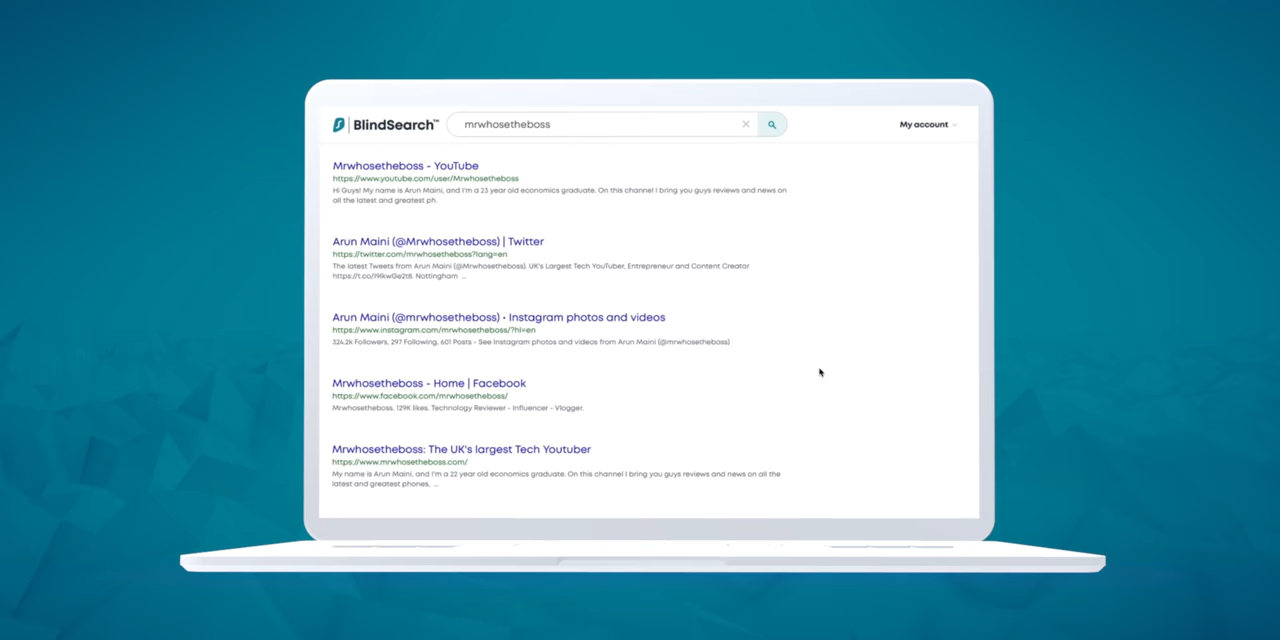 BlindSearch™ mrwhosetheboss My account
Mrwhosetheboss - YouTube
https://www.youtube.com/user/Mrwhosetheboss
Hi Guys! My name is Arun Maini, and I'm a 23 year old economics graduate. On this channel I bring you guys reviews and news on
all the latest and greatest ph.
Arun Maini (@Mrwhosetheboss) | Twitter
https://twitter.com/mrwhosetheboss?lang=en
The latest Tweets from Arun Maini (@Mrwhosetheboss). UK's Largest Tech YouTuber, Entrepreneur and Content Creator
Nottingham ...
Arun Maini (@mrwhosetheboss) • Instagram photos and videos
https://www.instagram.com/mrwhosetheboss/?hl=en
324.2k Followers, 297 Following, 601 Posts - See Instagram photos and videos from Arun Maini (@mrwhosetheboss)
Mrwhosetheboss - Home | Facebook
https://www.facebook.com/mrwhosetheboss/
Mrwhosetheboss. 129K likes. Technology Reviewer - Influencer - Vlogger.
Mrwhosetheboss: The UK's largest Tech Youtuber
https://www.mrwhosetheboss.com/
My name is Arun Maini, and I'm a 22 year old economics graduate. On this channel I bring you guys reviews and news on all the
latest and greatest phones, ...